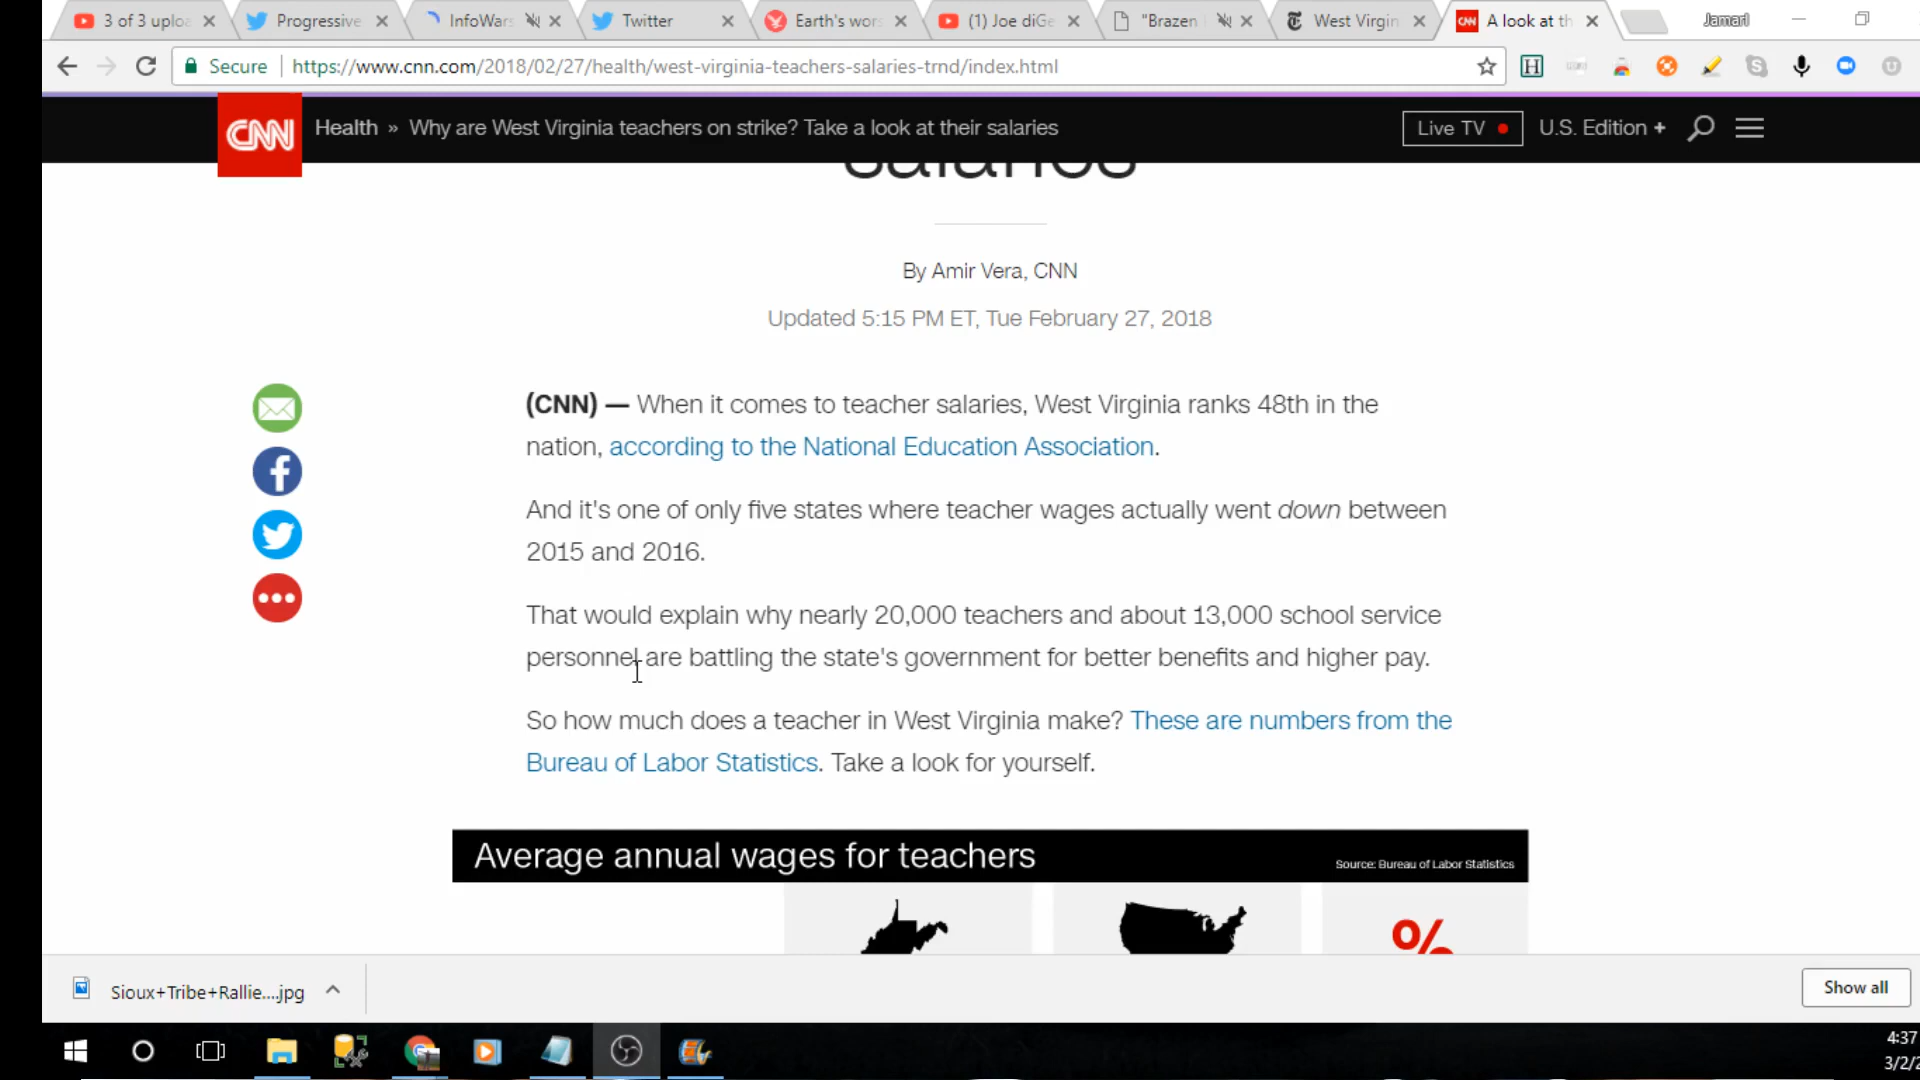 3 of 3 uploa
Progressive
InfoWars
Twitter
Earth's wors
(1) Joe diGe
"Brazen
West Virgin
CNN
A look at th
Jamarl
Secure
https://www.cnn.com/2018/02/27/health/west-virginia-teachers-salaries-trnd/index.html
H
CNN
Health » Why are West Virginia teachers on strike? Take a look at their salaries
Live TV
U.S. Edition +
salaries
By Amir Vera, CNN
Updated 5:15 PM ET, Tue February 27, 2018
(CNN) — When it comes to teacher salaries, West Virginia ranks 48th in the
nation, according to the National Education Association.
And it's one of only five states where teacher wages actually went down between
2015 and 2016.
That would explain why nearly 20,000 teachers and about 13,000 school service
personnel are battling the state's government for better benefits and higher pay.
So how much does a teacher in West Virginia make? These are numbers from the
Bureau of Labor Statistics. Take a look for yourself.
Average annual wages for teachers
Source: Bureau of Labor Statistics
%
Sioux+Tribe+Rallie....jpg
Show all
4:37
3/2/2